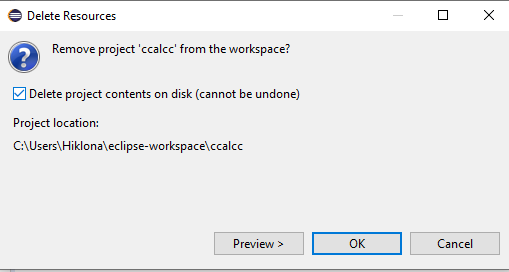 Delete Resources
Remove project 'ccalcc' from the workspace?
Delete project contents on disk (cannot be undone)
Project location:
C:\Users\Hiklona\eclipse-workspace\ccalcc
Preview >
OK
Cancel